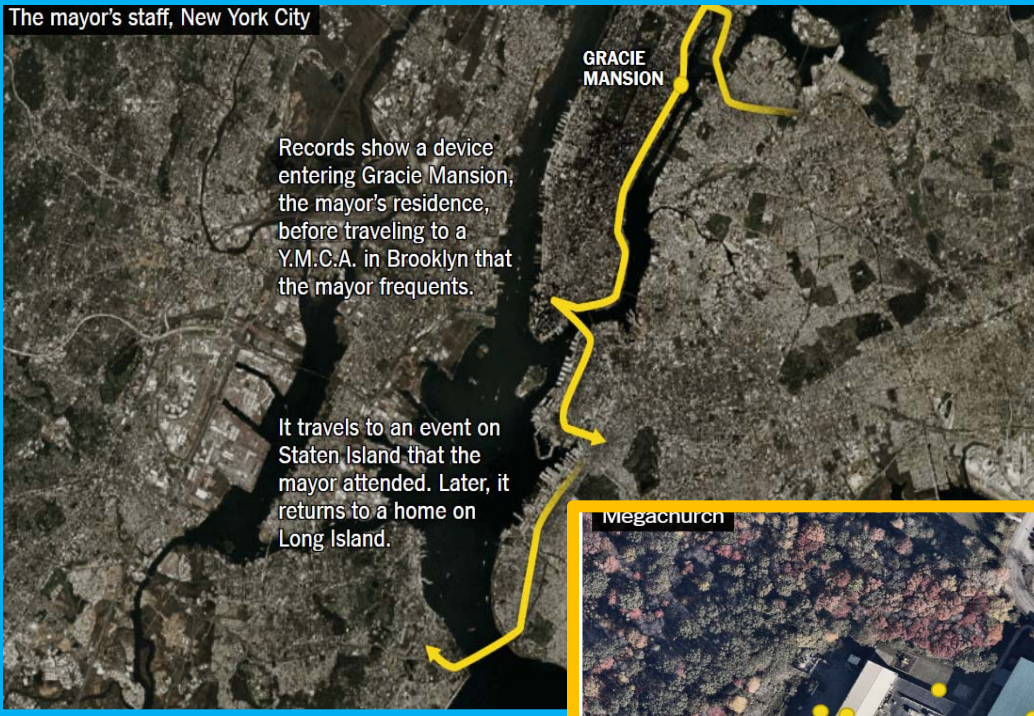 The mayor's staff, New York City
GRACIE
MANSION
Records show a device
entering Gracie Mansion,
the mayor's residence,
before traveling to a
Y.M.C.A. in Brooklyn that
the mayor frequents.
It travels to an event on
Staten Island that the
mayor attended. Later, it
returns to a home on
Long Island.
Megachurch